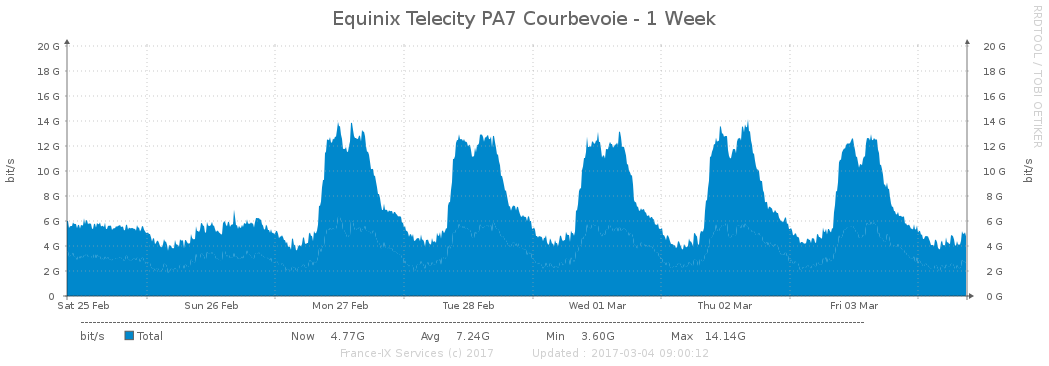 Equinix Telecity PA7 Courbevoie - 1 Week
RRDTOOL / TOBI OETIKER
bit/s
20 G
18 G
16 G
14 G
12 G
10 G
8 G
6 G
4 G
2 G
0
20 G
18 G
16 G
14 G
12 G
10 G
8 G
6 G
4 G
2 G
0 G
bit/s
Sat 25 Feb Sun 26 Feb Mon 27 Feb Tue 28 Feb Wed 01 Mar Thu 02 Mar Fri 03 Mar
bit/s Total Now 4.77G Avg 7.24G Min 3.60G Max 14.14G
France-IX Services (c) 2017 Updated : 2017-03-04 09:00:12